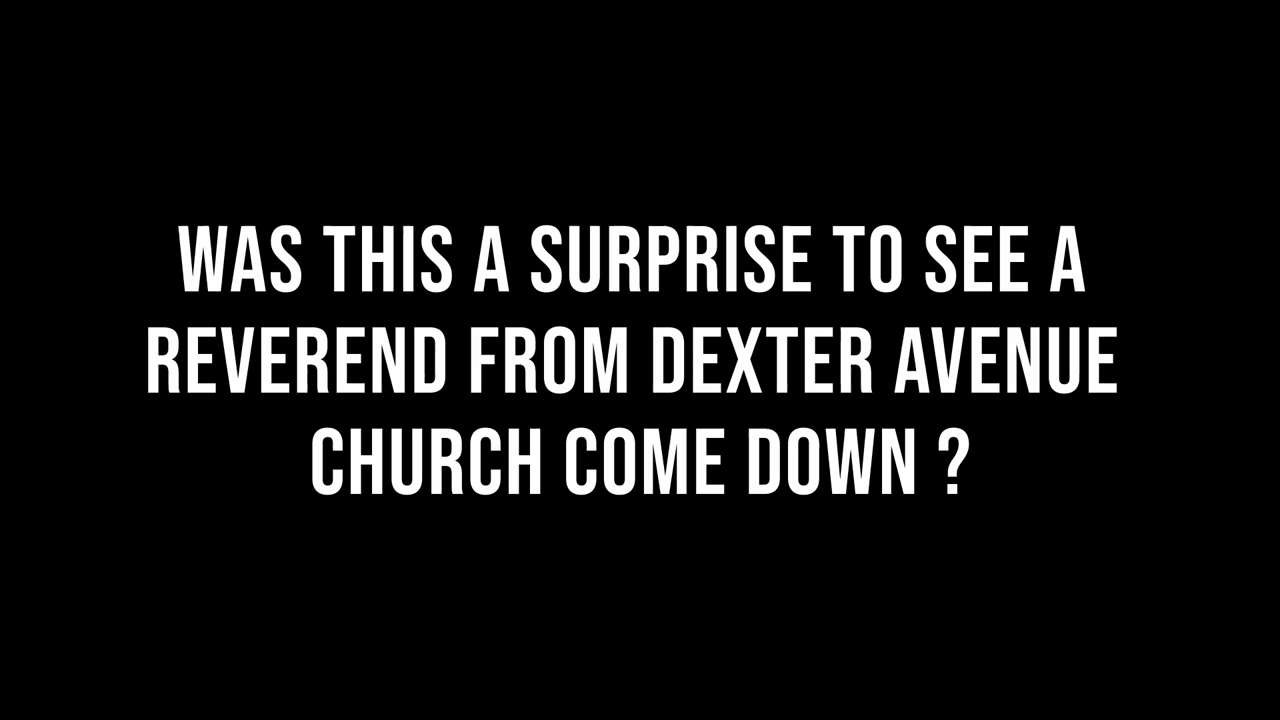 WAS THIS A SURPRISE TO SEE A
REVEREND FROM DEXTER AVENUE
CHURCH COME DOWN ?